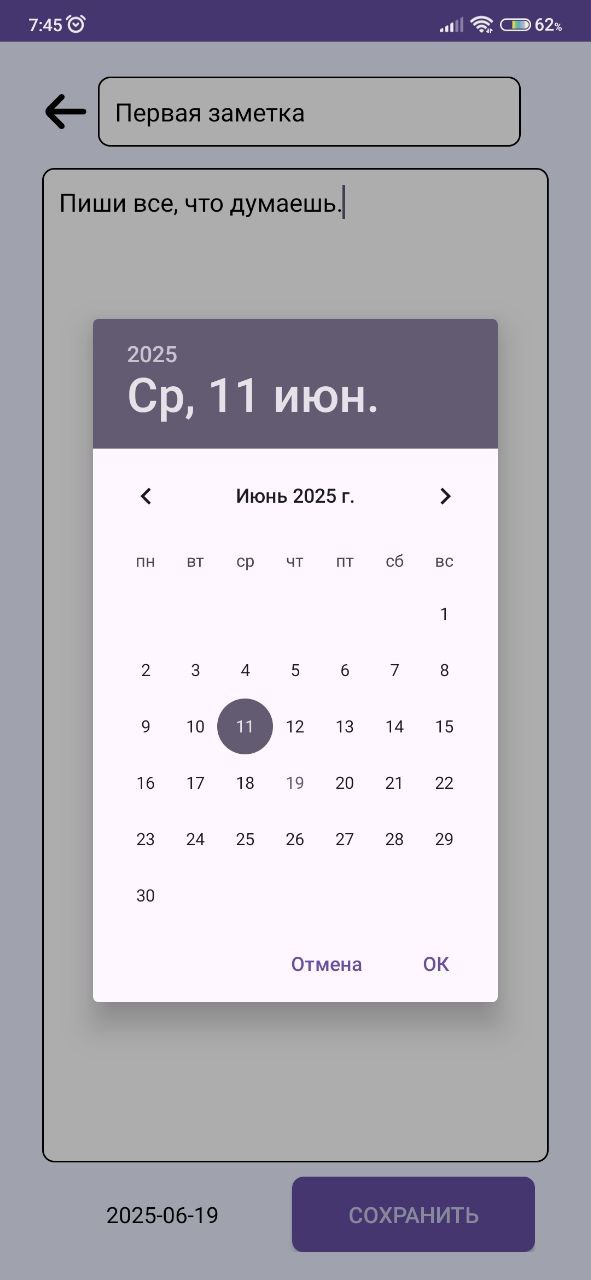 7:45 62%
Первая заметка
Пиши все, что думаешь.
2025
Ср, 11 июн.
Июнь 2025 г.
пн вт ср чт пт сб вс
1
2 3 4 5 6 7 8
9 10 11 12 13 14 15
16 17 18 19 20 21 22
23 24 25 26 27 28 29
30
Отмена ОК
2025-06-19 СОХРАНИТЬ